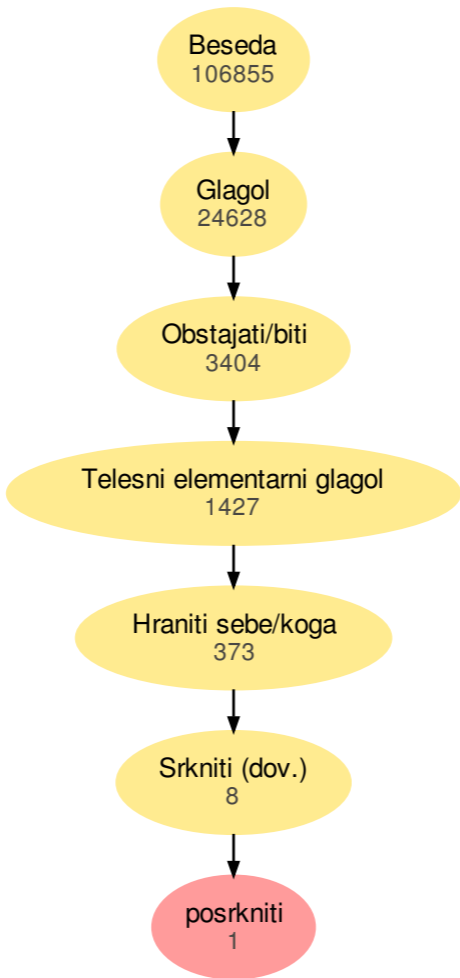 Beseda
106855
Glagol
24628
Obstajati/biti
3404
Telesni elementarni glagol
1427
Hraniti sebe/koga
373
Srkniti (dov.)
8
posrkniti
1